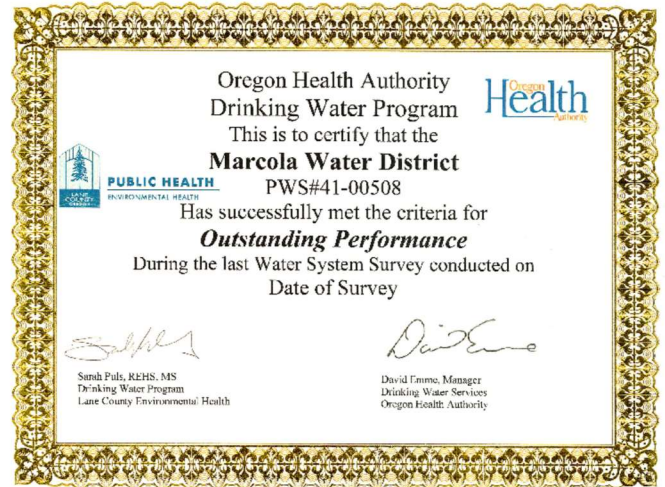 Oregon Health Authority
Drinking Water Program
This is to certify that the
Marcola Water District
PWS#41-00508
Has successfully met the criteria for
Outstanding Performance
During the last Water System Survey conducted on
Date of Survey
Oregon
Health
Authority
LANE
COUNTY
OREGON
PUBLIC HEALTH
ENVIRONMENTAL HEALTH
Sarah Puls, REHS, MS
Drinking Water Program
Lane County Environmental Health
David Emme, Manager
Drinking Water Services
Oregon Health Authority